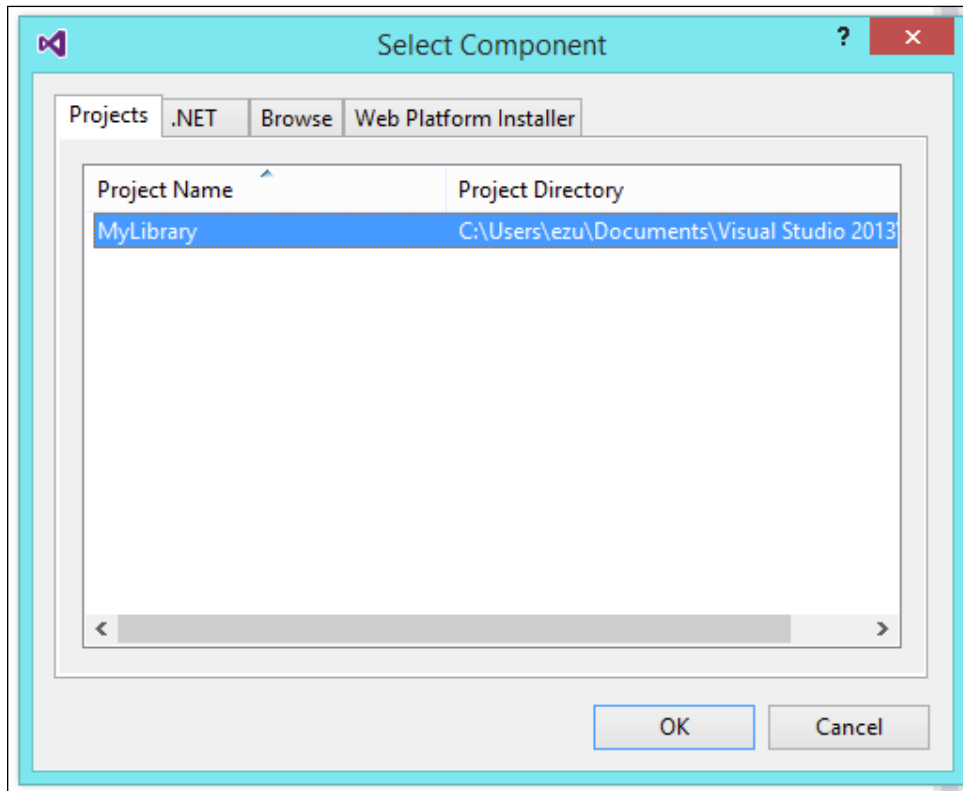 Select Component
?
Projects .NET Browse Web Platform Installer
Project Name Project Directory
MyLibrary C:\Users\ezu\Documents\Visual Studio 2013
OK Cancel